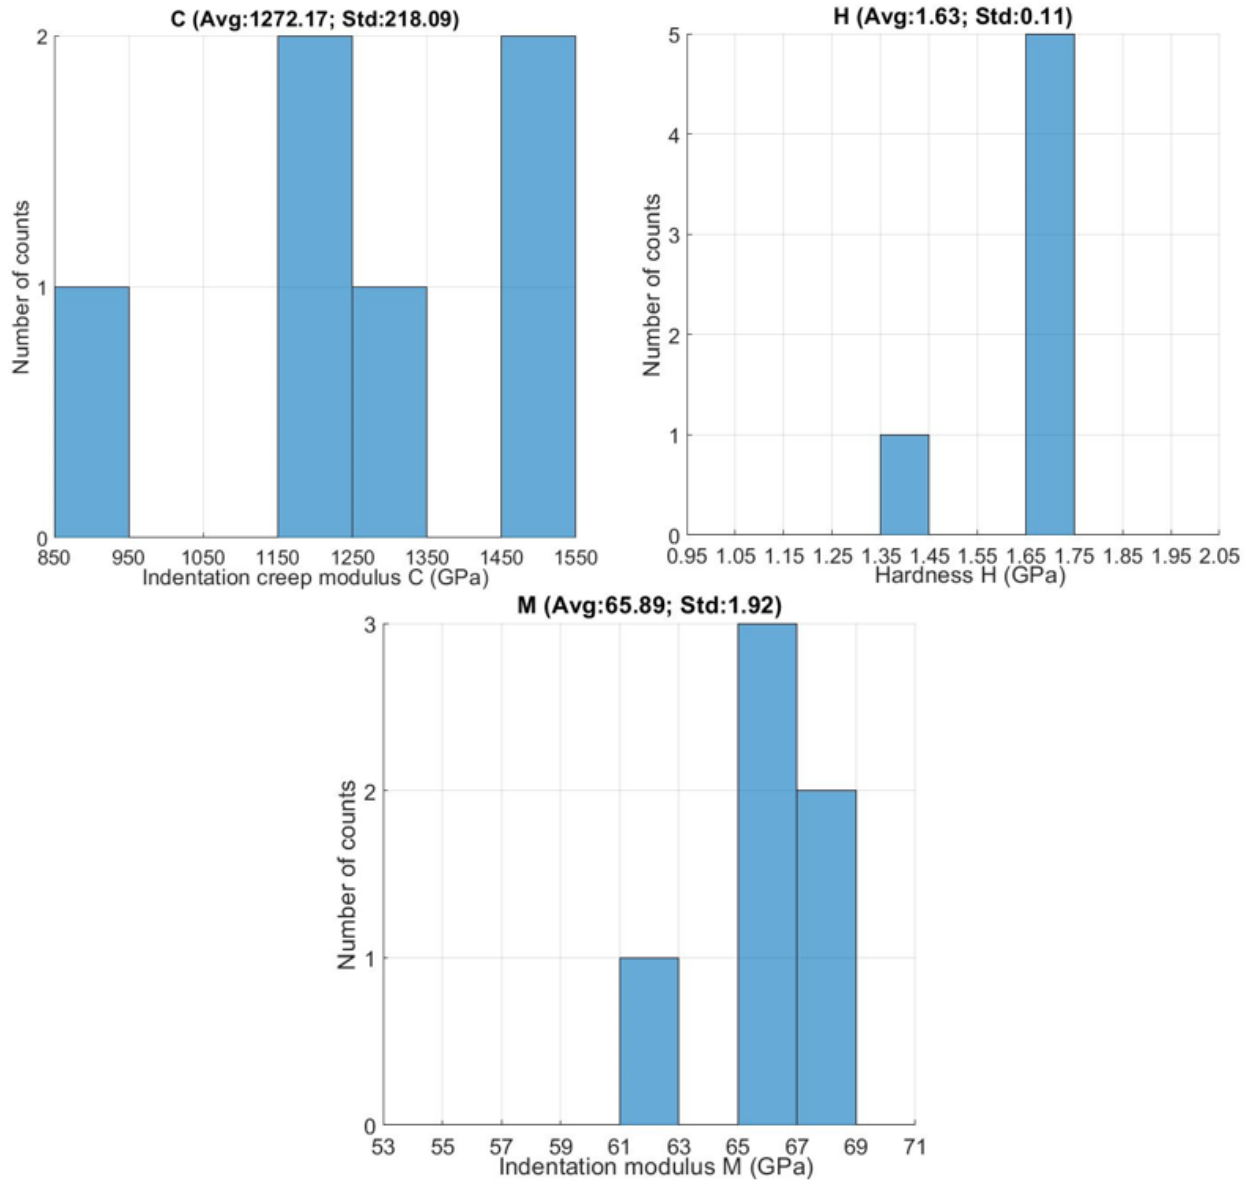 C (Avg:1272.17; Std:218.09)
Number of counts
2
1
0
850 950 1050 1150 1250 1350 1450 1550
Indentation creep modulus C (GPa)
H (Avg:1.63; Std:0.11)
Number of counts
5
4
3
2
1
0
0.95 1.05 1.15 1.25 1.35 1.45 1.55 1.65 1.75 1.85 1.95 2.05
Hardness H (GPa)
M (Avg:65.89; Std:1.92)
Number of counts
3
2
1
0
53 55 57 59 61 63 65 67 69 71
Indentation modulus M (GPa)